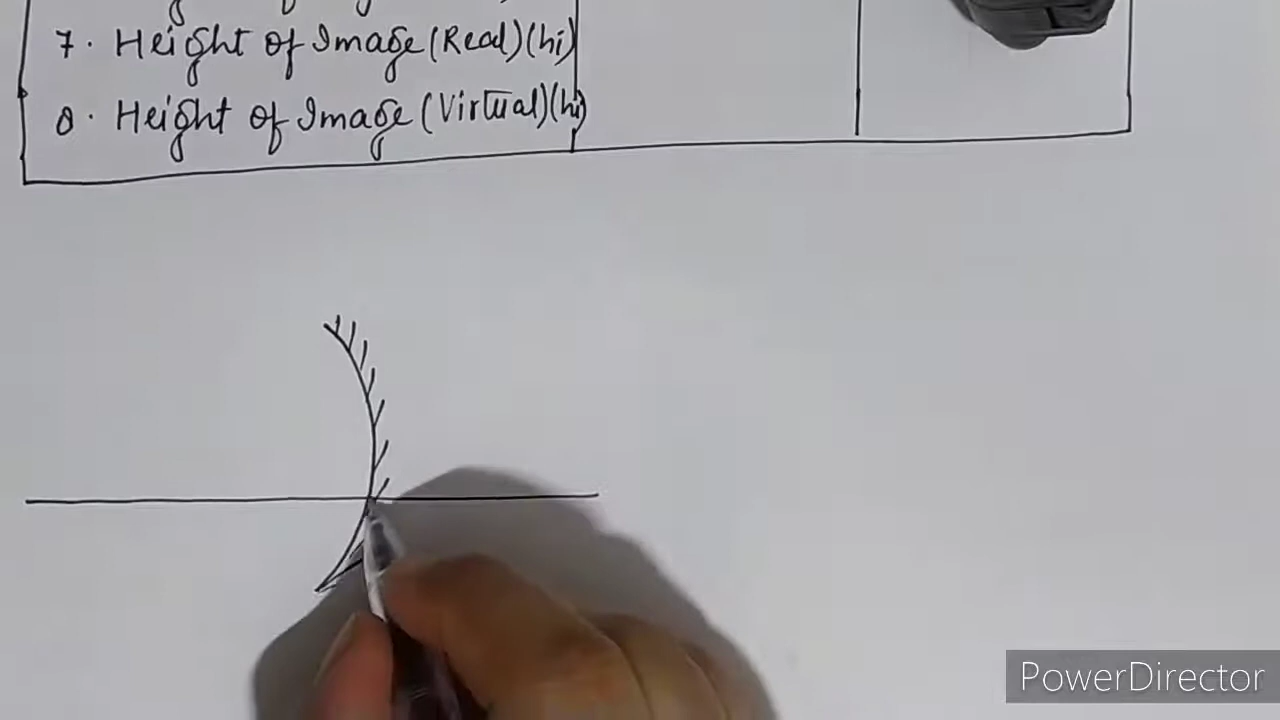 7. Height of Image (Real) (hi)
8. Height of Image (Virtual) (hi)
PowerDirector